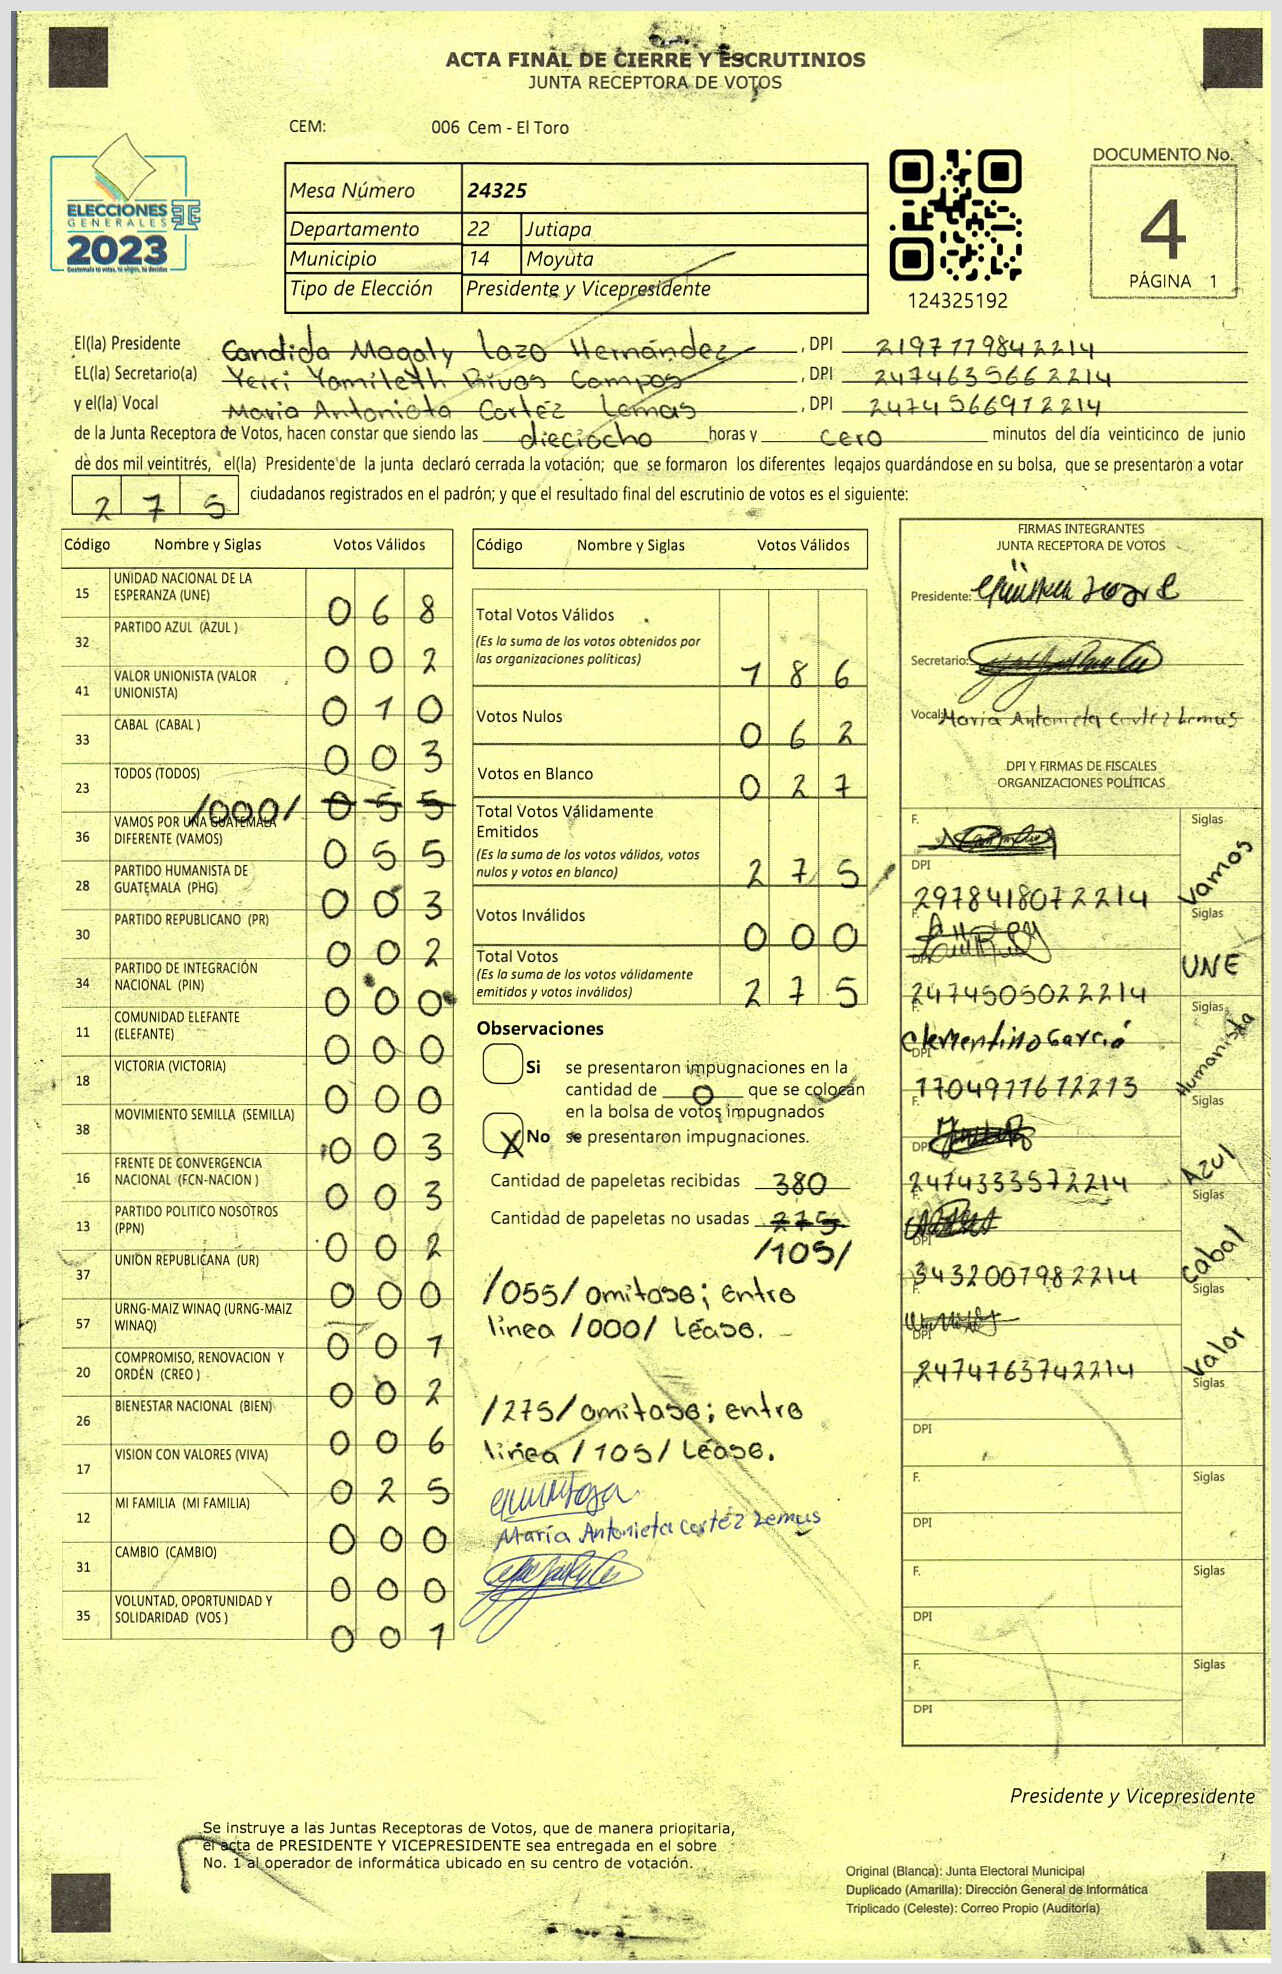 ACTA FINAL DE CIERRE Y ESCRUTINIOS
JUNTA RECEPTORA DE VOTOS
CEM: 006 Cem - El Toro
ELECCIONES
GENERALES
2023
Guatemala tú votas, tú eliges, tú decides
Mesa Número 24325
Departamento 22 Jutiapa
Municipio 14 Moyuta
Tipo de Elección Presidente y Vicepresidente
124325192
DOCUMENTO No.
4
PÁGINA 1
El(la) Presidente Candida Magaly Lazo Hernández, DPI 2197779842214
EL(la) Secretario(a) Yerri Yamileth Rivas Campos, DPI 2474635662214
y el(la) Vocal Maria Antonieta Cortéz Lemus, DPI 2474566972214
de la Junta Receptora de Votos, hacen constar que siendo las dieciocho horas y cero minutos del día veinticinco de junio
de dos mil veintitrés, el(la) Presidente de la junta declaró cerrada la votación; que se formaron los diferentes legajos guardándose en su bolsa, que se presentaron a votar
2 7 5 ciudadanos registrados en el padrón; y que el resultado final del escrutinio de votos es el siguiente:
Código Nombre y Siglas Votos Válidos
15 UNIDAD NACIONAL DE LA ESPERANZA (UNE) 0 6 8
32 PARTIDO AZUL (AZUL ) 0 0 2
41 VALOR UNIONISTA (VALOR UNIONISTA) 0 1 0
33 CABAL (CABAL ) 0 0 3
23 TODOS (TODOS) /000/ 0 5 5
36 VAMOS POR UNA GUATEMALA DIFERENTE (VAMOS) 0 5 5
28 PARTIDO HUMANISTA DE GUATEMALA (PHG) 0 0 3
30 PARTIDO REPUBLICANO (PR) 0 0 2
34 PARTIDO DE INTEGRACIÓN NACIONAL (PIN) 0 0 0
11 COMUNIDAD ELEFANTE (ELEFANTE) 0 0 0
18 VICTORIA (VICTORIA) 0 0 0
38 MOVIMIENTO SEMILLA (SEMILLA) 0 0 3
16 FRENTE DE CONVERGENCIA NACIONAL (FCN-NACION ) 0 0 3
13 PARTIDO POLITICO NOSOTROS (PPN) 0 0 2
37 UNION REPUBLICANA (UR) 0 0 0
57 URNG-MAIZ WINAQ (URNG-MAIZ WINAQ) 0 0 1
20 COMPROMISO, RENOVACION Y ORDEN (CREO ) 0 0 2
26 BIENESTAR NACIONAL (BIEN) 0 0 6
17 VISION CON VALORES (VIVA) 0 2 5
12 MI FAMILIA (MI FAMILIA) 0 0 0
31 CAMBIO (CAMBIO) 0 0 0
35 VOLUNTAD, OPORTUNIDAD Y SOLIDARIDAD (VOS ) 0 0 1
Código Nombre y Siglas Votos Válidos
Total Votos Válidos
(Es la suma de los votos obtenidos por
las organizaciones políticas) 1 8 6
Votos Nulos 0 6 2
Votos en Blanco 0 2 7
Total Votos Válidamente
Emitidos
(Es la suma de los votos válidos, votos
nulos y votos en blanco) 2 7 5
Votos Inválidos 0 0 0
Total Votos
(Es la suma de los votos válidamente
emitidos y votos inválidos) 2 7 5
Observaciones
Si se presentaron impugnaciones en la
cantidad de 0 que se colocan
en la bolsa de votos impugnados
X No se presentaron impugnaciones.
Cantidad de papeletas recibidas 380
Cantidad de papeletas no usadas 275
/105/
/055/ omitase; entre
linea /000/ Léase.
/275/ omitase; entre
linea /105/ Léase.
María Antonieta cortéz Lemus
FIRMAS INTEGRANTES
JUNTA RECEPTORA DE VOTOS
Presidente:
Secretario:
Vocal: María Antonieta Cortéz Lemus
DPI Y FIRMAS DE FISCALES
ORGANIZACIONES POLÍTICAS
F. Siglas
DPI 2978418072214 Vamos
F. Siglas
DPI 2474505022214 UNE
F. Clementino García Siglas
DPI 1704911672213 Humanista
F. Siglas
DPI 2474333572214 Azul
F. Siglas
DPI 3432007982214 Cabal
F. Siglas
DPI 2474763742214 Valor
F. Siglas
DPI
F. Siglas
DPI
F. Siglas
DPI
F. Siglas
DPI
Presidente y Vicepresidente
Se instruye a las Juntas Receptoras de Votos, que de manera prioritaria,
el acta de PRESIDENTE Y VICEPRESIDENTE sea entregada en el sobre
No. 1 al operador de informática ubicado en su centro de votación.
Original (Blanca): Junta Electoral Municipal
Duplicado (Amarilla): Dirección General de Informática
Triplicado (Celeste): Correo Propio (Auditoría)